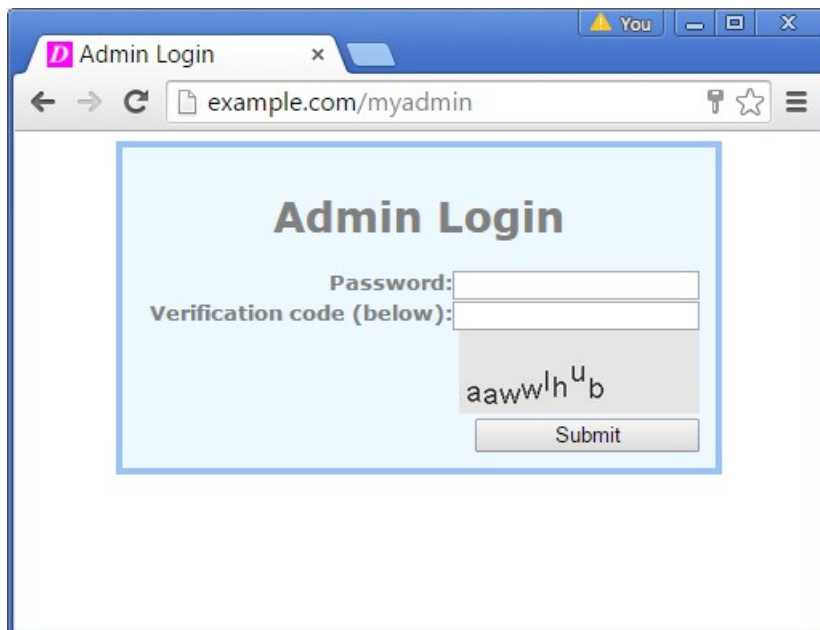 You
D Admin Login
example.com/myadmin
Admin Login
Password:
Verification code (below):
aawwlhub
Submit